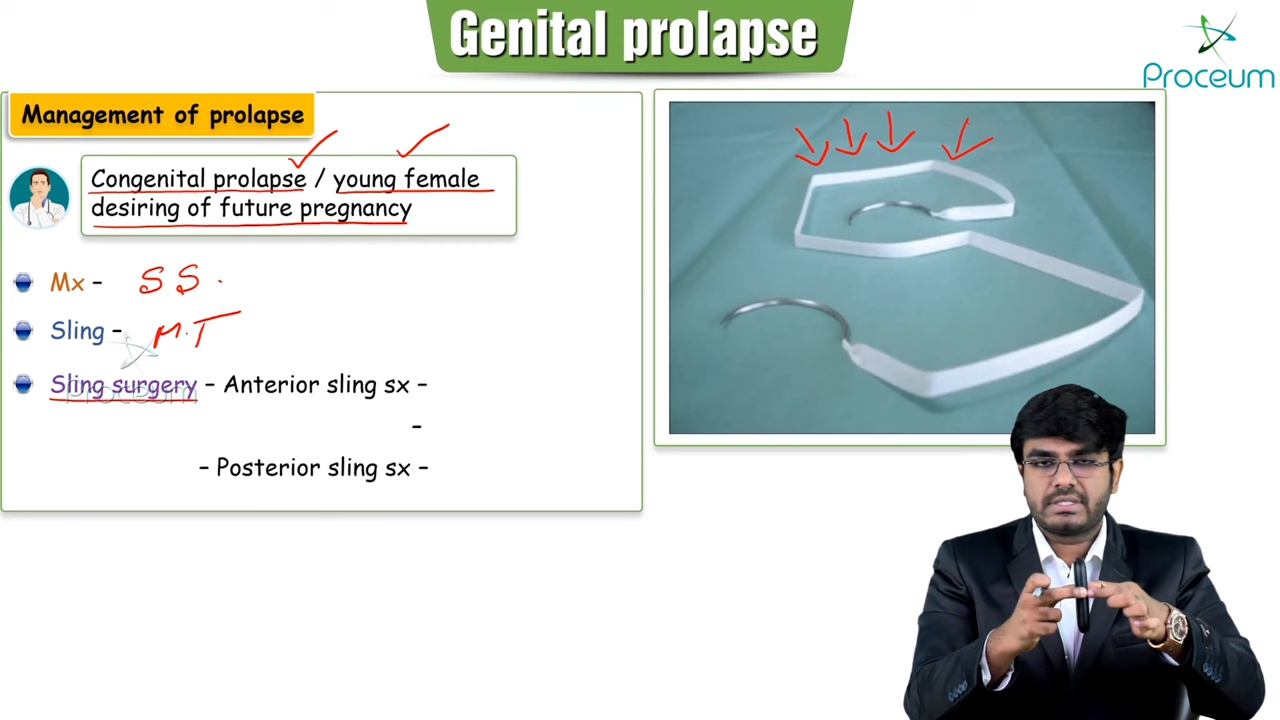 Genital prolapse
Proceum
Management of prolapse
Congenital prolapse / young female
desiring of future pregnancy
Mx – S S .
Sling – M.T
Sling surgery – Anterior sling sx –
–
– Posterior sling sx –
Proceum